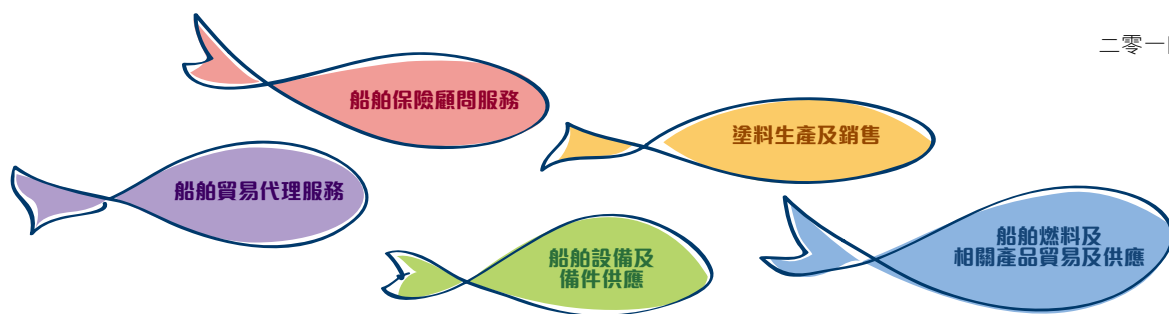 二零一
船舶保險顧問服務
塗料生產及銷售
船舶貿易代理服務
船舶設備及
備件供應
船舶燃料及
相關產品貿易及供應